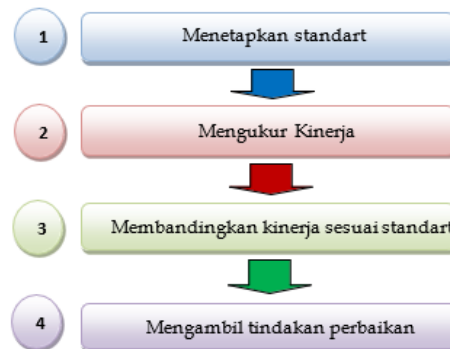 1 Menetapkan standart
2 Mengukur Kinerja
3 Membandingkan kinerja sesuai standart
4 Mengambil tindakan perbaikan